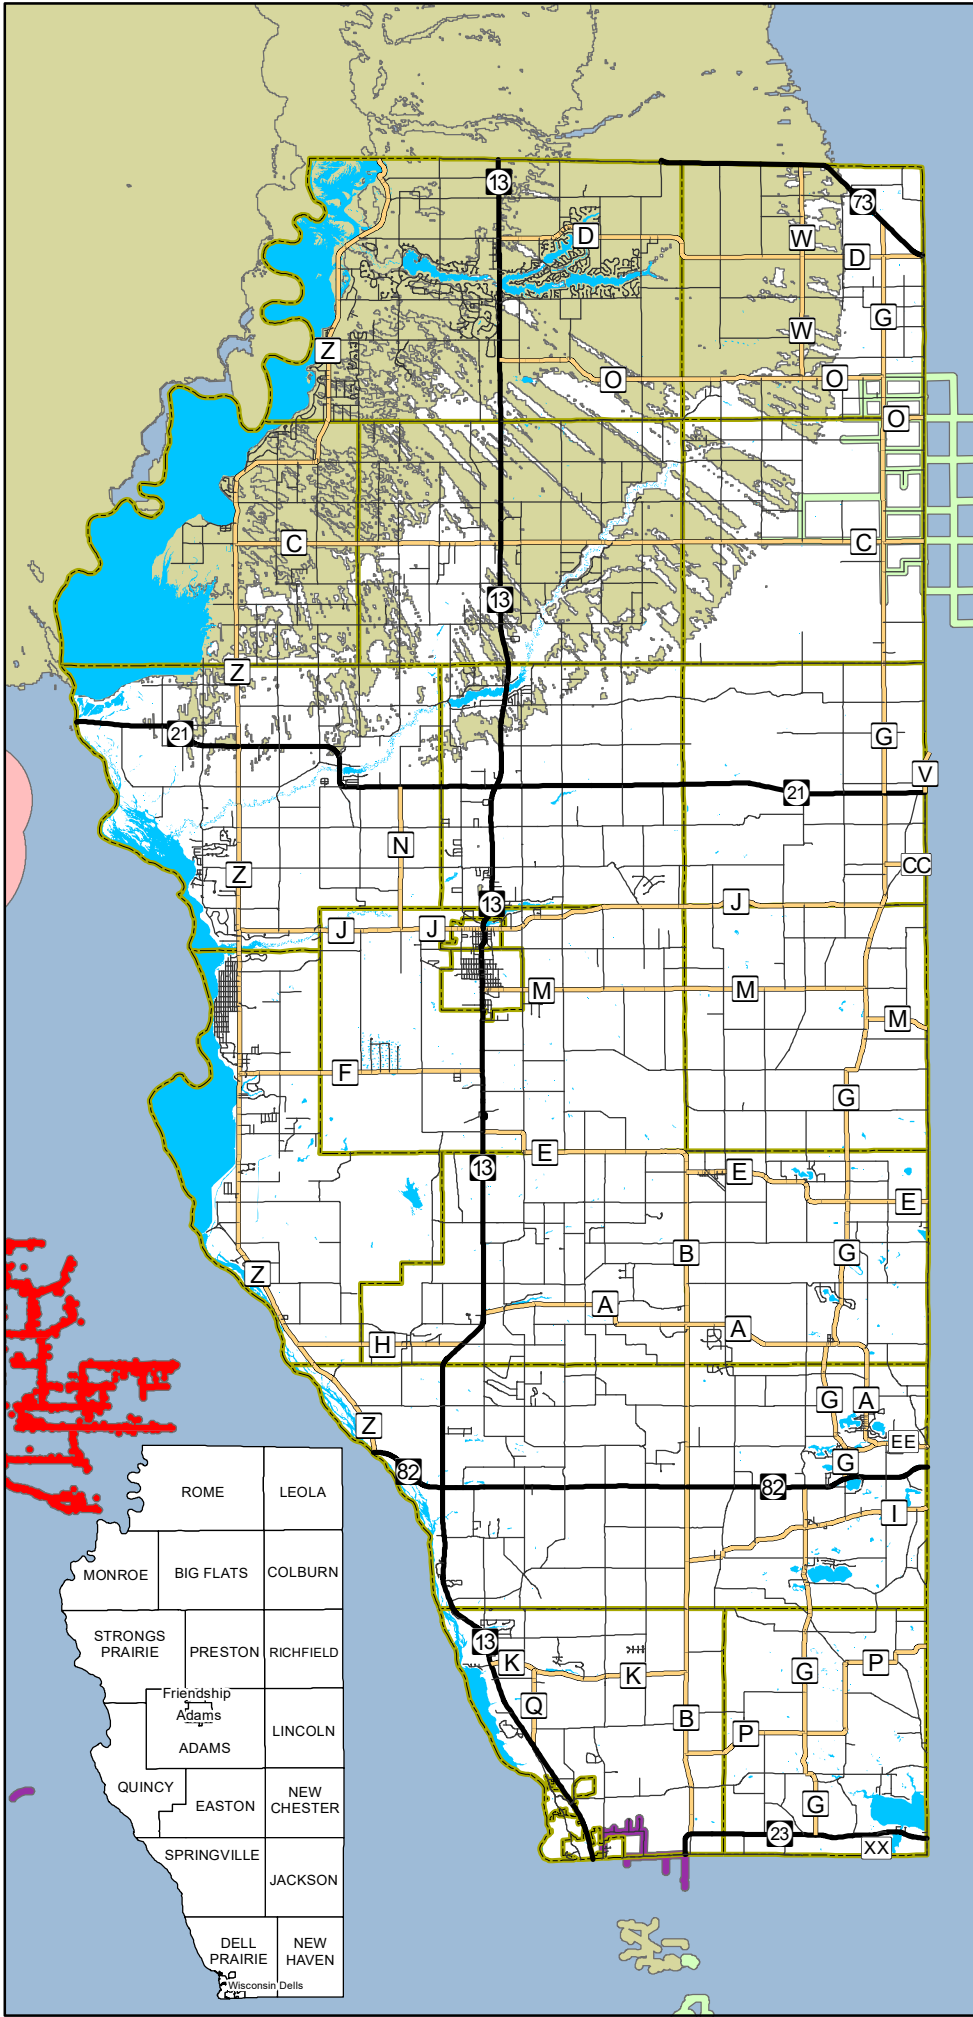 13
73
D
W
D
G
W
Z
O
O
O
C
C
13
Z
21
G
V
21
N
CC
Z
13
J
J
J
M
M
M
F
G
E
13
E
E
B
G
Z
A
A
H
G
A
Z
EE
G
82
82
I
13
K
K
P
G
Q
B
P
G
23
XX
ROME
LEOLA
MONROE
BIG FLATS
COLBURN
STRONGS
PRAIRIE
PRESTON
RICHFIELD
Friendship
Adams
LINCOLN
ADAMS
QUINCY
NEW
CHESTER
EASTON
SPRINGVILLE
JACKSON
DELL
PRAIRIE
NEW
HAVEN
Wisconsin Dells